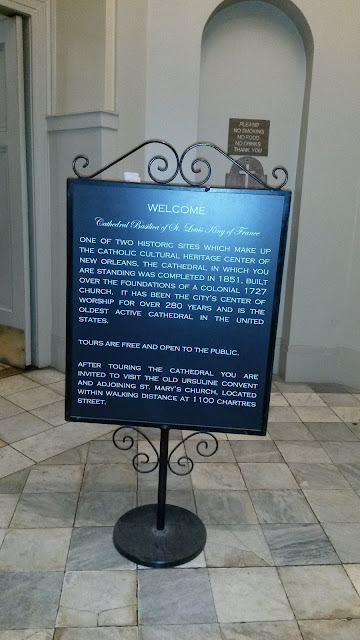 PLEASE
NO SMOKING
NO FOOD
NO DRINKS
THANK YOU
WELCOME
Cathedral Basilica of St. Louis King of France
ONE OF TWO HISTORIC SITES WHICH MAKE UP
THE CATHOLIC CULTURAL HERITAGE CENTER OF
NEW ORLEANS, THE CATHEDRAL IN WHICH YOU
ARE STANDING WAS COMPLETED IN 1851, BUILT
OVER THE FOUNDATIONS OF A COLONIAL 1727
CHURCH. IT HAS BEEN THE CITY'S CENTER OF
WORSHIP FOR OVER 280 YEARS AND IS THE
OLDEST ACTIVE CATHEDRAL IN THE UNITED
STATES.
TOURS ARE FREE AND OPEN TO THE PUBLIC.
AFTER TOURING THE CATHEDRAL YOU ARE
INVITED TO VISIT THE OLD URSULINE CONVENT
AND ADJOINING ST. MARY'S CHURCH, LOCATED
WITHIN WALKING DISTANCE AT 1100 CHARTRES
STREET.